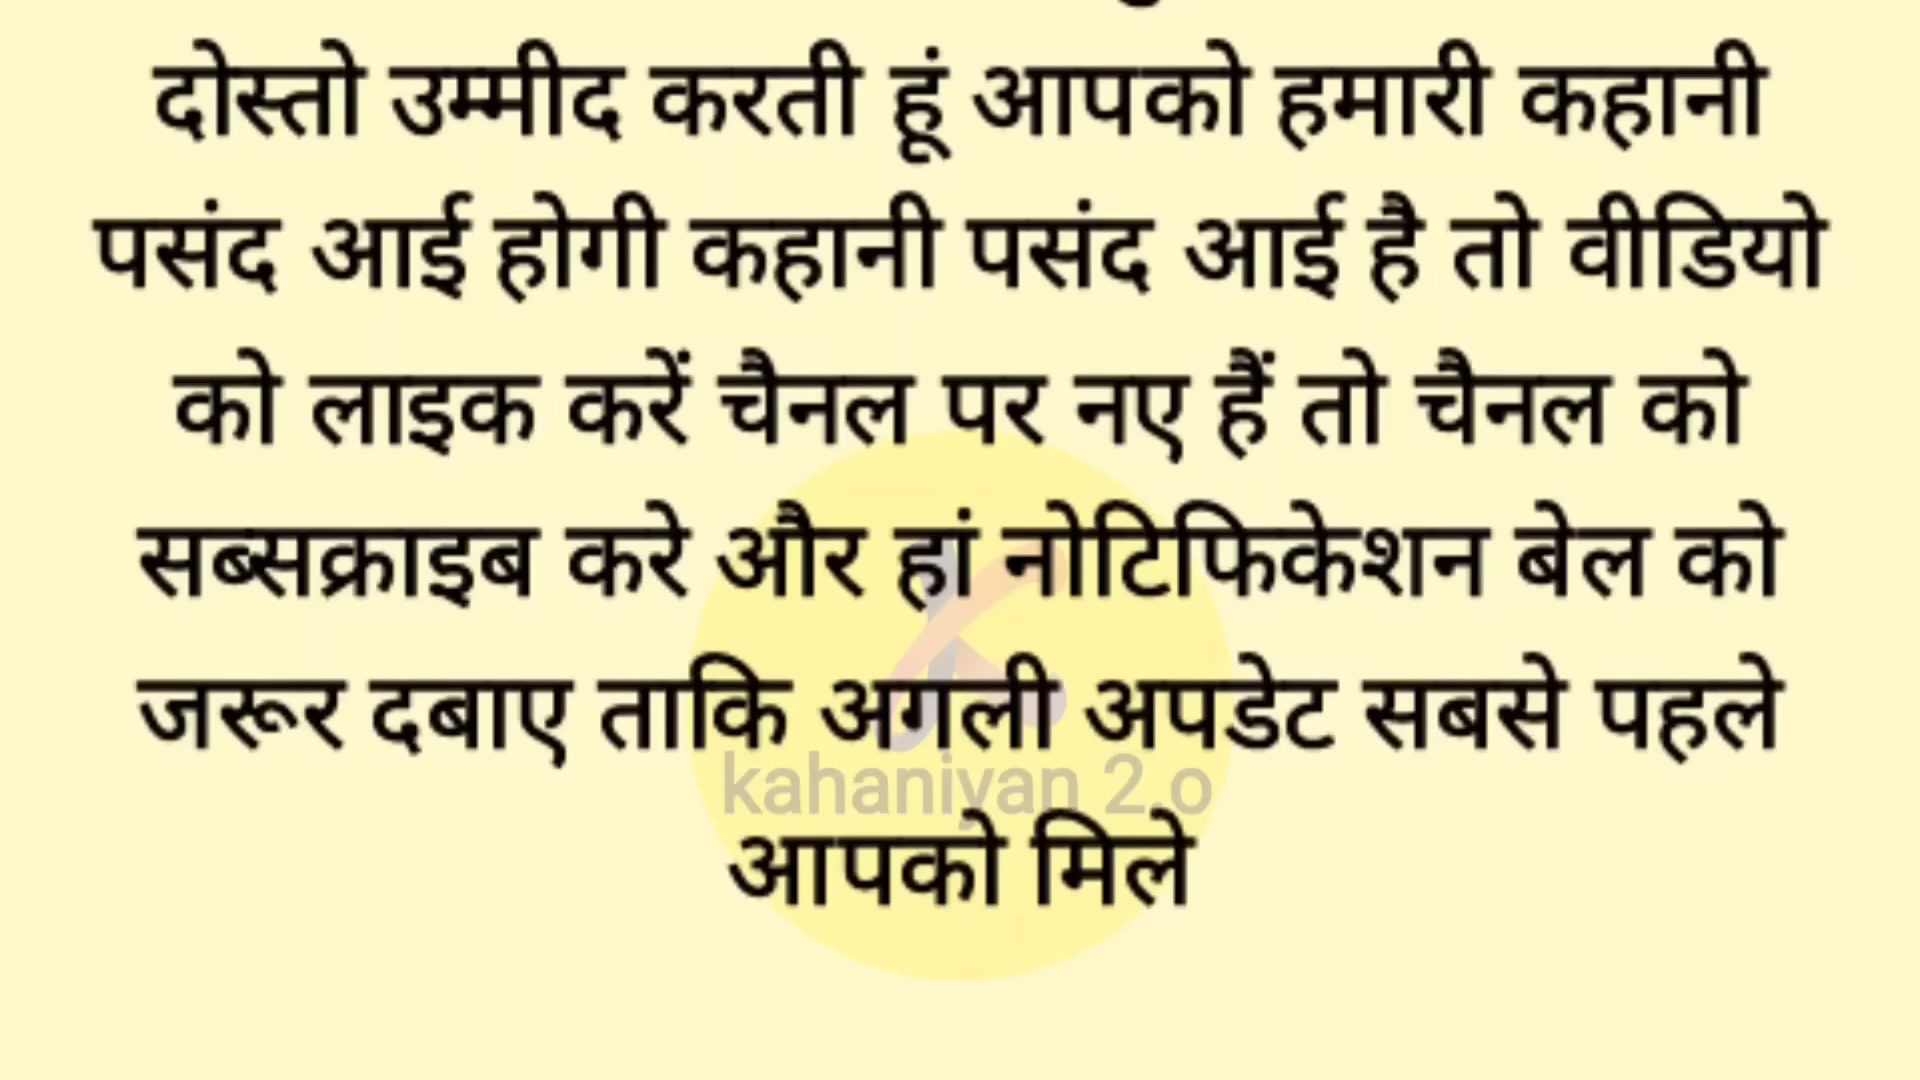 दोस्तो उम्मीद करती हूं आपको हमारी कहानी
पसंद आई होगी कहानी पसंद आई है तो वीडियो
को लाइक करें चैनल पर नए हैं तो चैनल को
सब्सक्राइब करे और हां नोटिफिकेशन बेल को
जरूर दबाए ताकि अगली अपडेट सबसे पहले
kahaniyan 2.o
आपको मिले